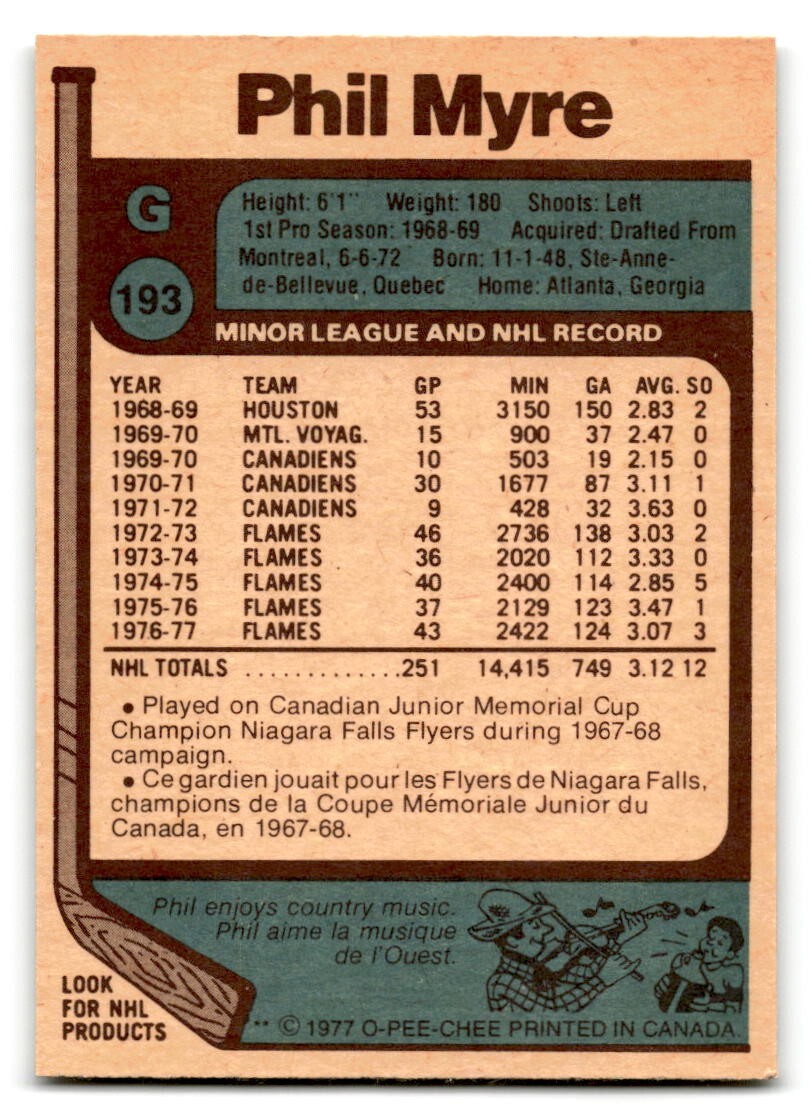 Phil Myre
G
193
Height: 6'1" Weight: 180 Shoots: Left
1st Pro Season: 1968-69 Acquired: Drafted From
Montreal, 6-6-72 Born: 11-1-48, Ste-Anne-
de-Bellevue, Quebec Home: Atlanta, Georgia
MINOR LEAGUE AND NHL RECORD
YEAR TEAM GP MIN GA AVG. SO
1968-69 HOUSTON 53 3150 150 2.83 2
1969-70 MTL. VOYAG. 15 900 37 2.47 0
1969-70 CANADIENS 10 503 19 2.15 0
1970-71 CANADIENS 30 1677 87 3.11 1
1971-72 CANADIENS 9 428 32 3.63 0
1972-73 FLAMES 46 2736 138 3.03 2
1973-74 FLAMES 36 2020 112 3.33 0
1974-75 FLAMES 40 2400 114 2.85 5
1975-76 FLAMES 37 2129 123 3.47 1
1976-77 FLAMES 43 2422 124 3.07 3
NHL TOTALS .............251 14,415 749 3.12 12
• Played on Canadian Junior Memorial Cup
Champion Niagara Falls Flyers during 1967-68
campaign.
• Ce gardien jouait pour les Flyers de Niagara Falls,
champions de la Coupe Mémoriale Junior du
Canada, en 1967-68.
Phil enjoys country music.
Phil aime la musique
de l'Ouest.
LOOK
FOR NHL
PRODUCTS
** © 1977 O-PEE-CHEE PRINTED IN CANADA.